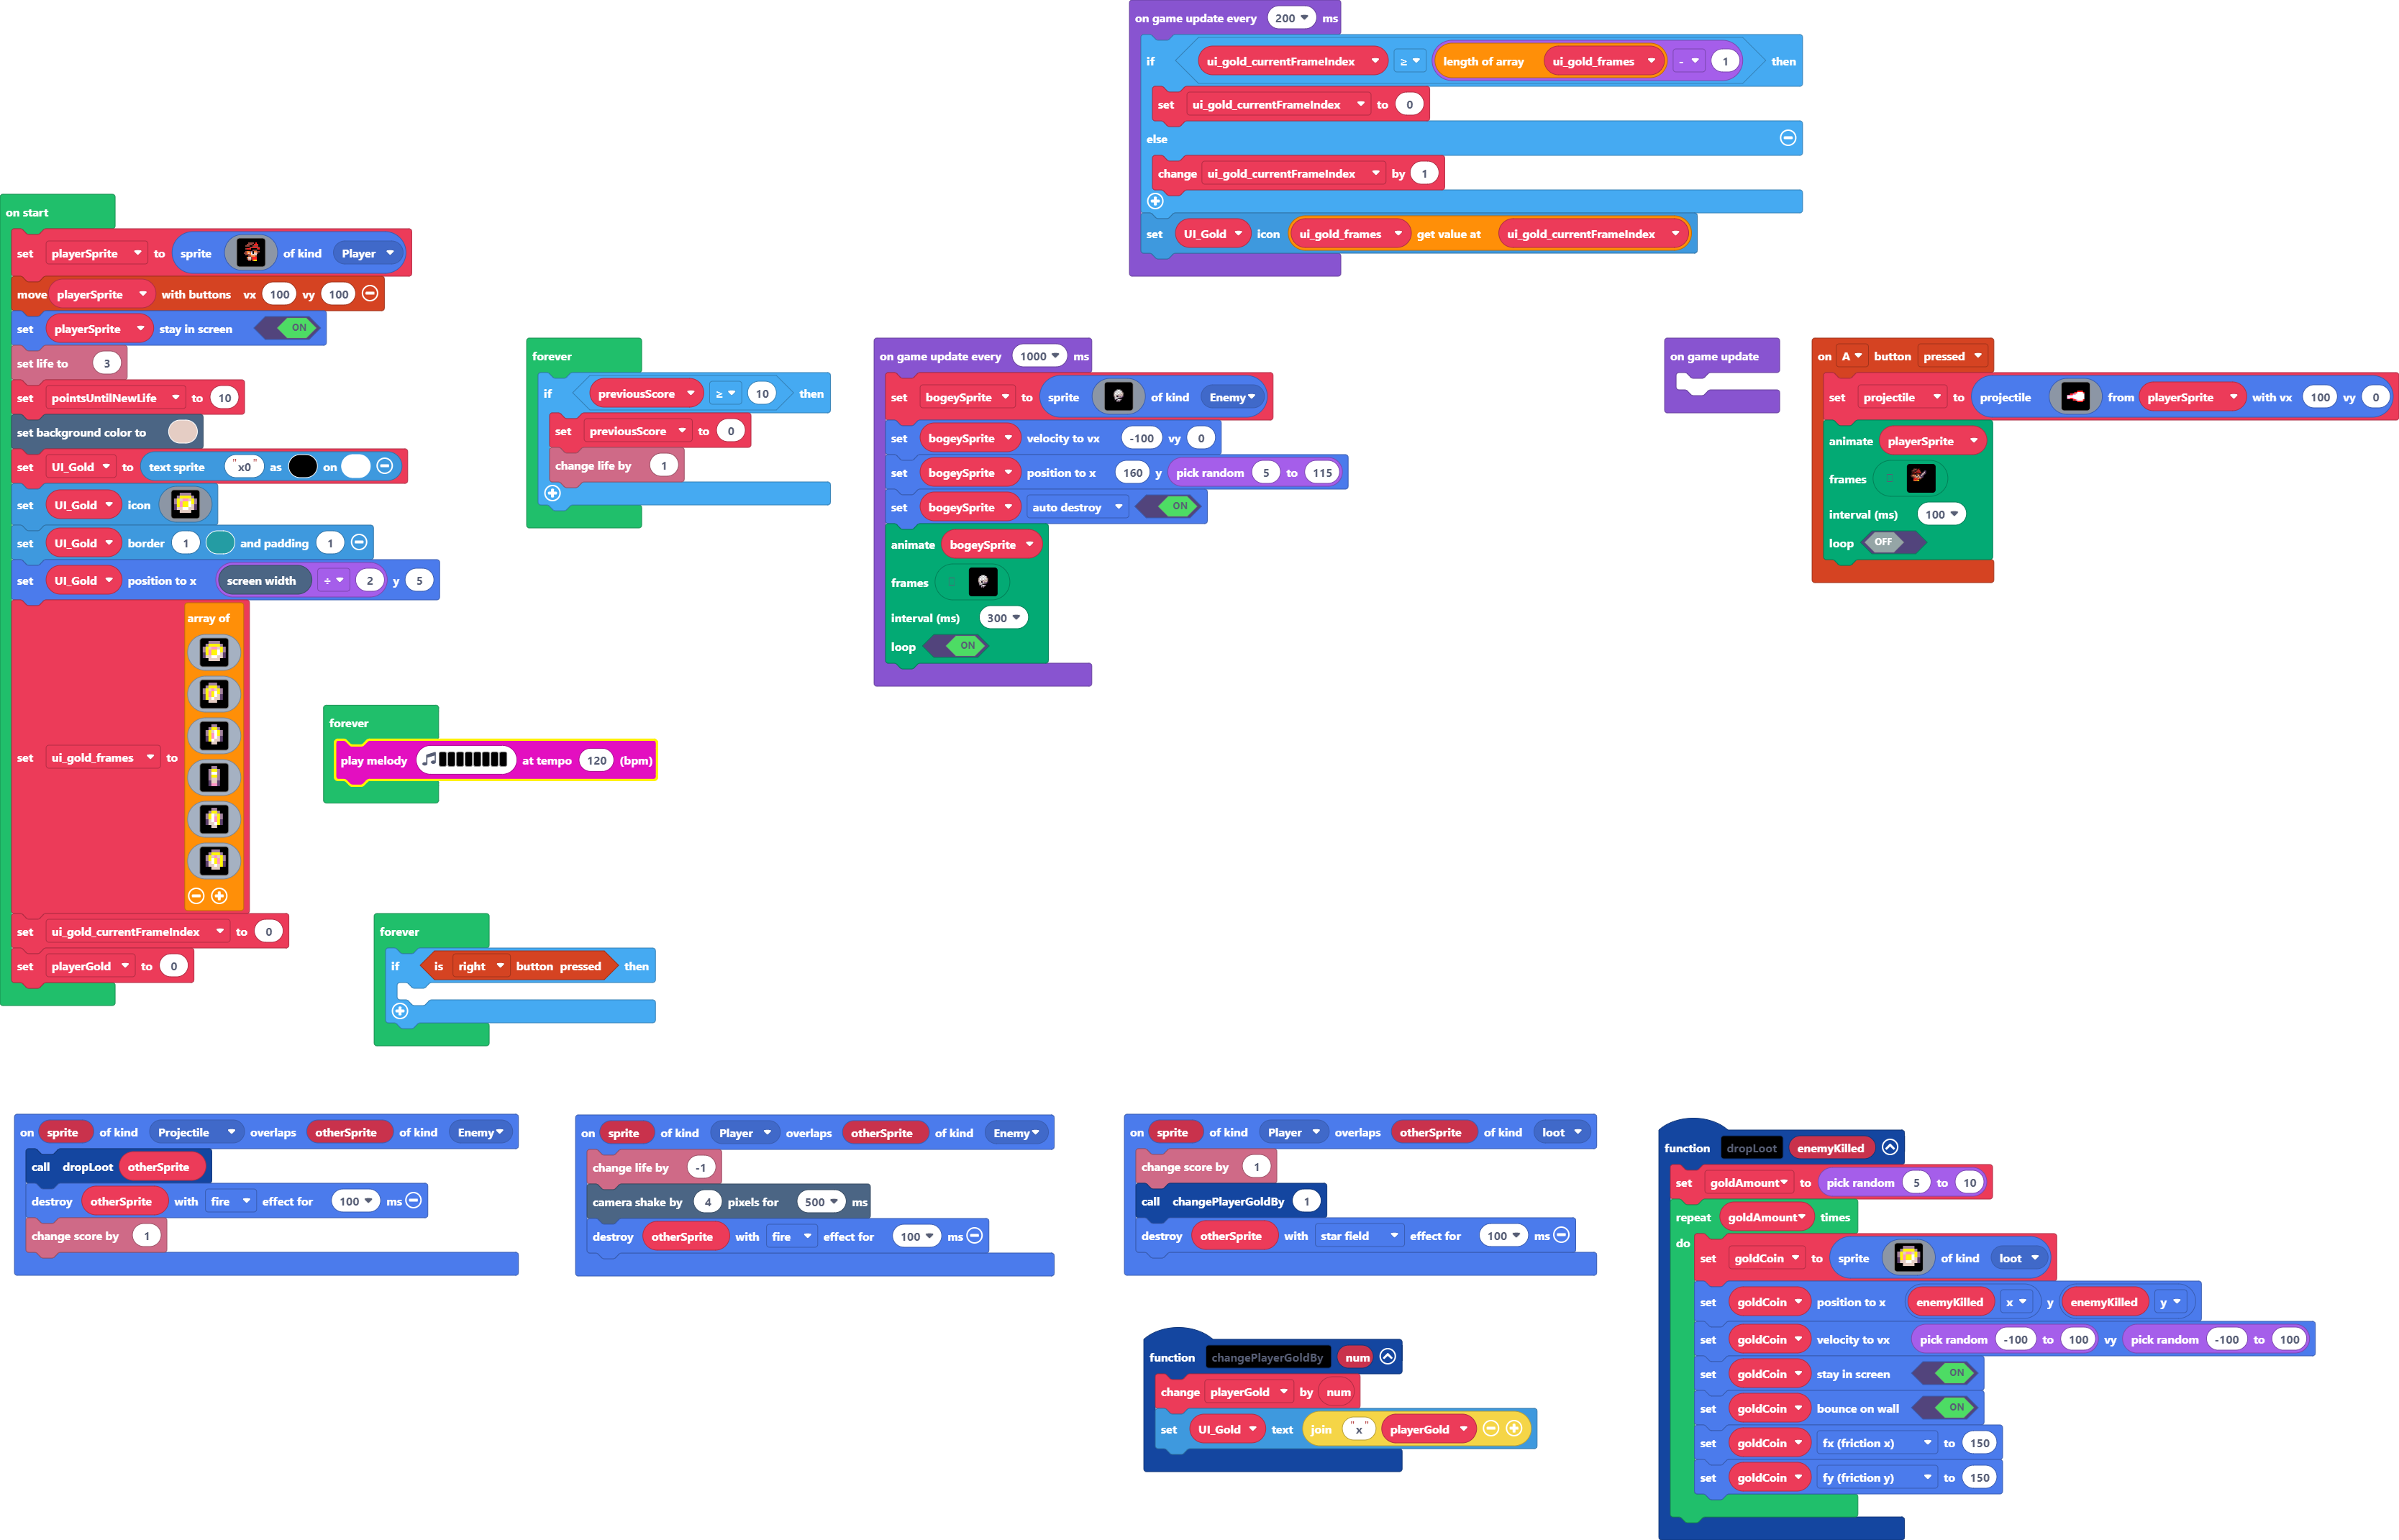 on game update every 200 ms
if ui_gold_currentFrameIndex ≥ length of array ui_gold_frames - 1 then
set ui_gold_currentFrameIndex to 0
else
change ui_gold_currentFrameIndex by 1
set UI_Gold icon ui_gold_frames get value at ui_gold_currentFrameIndex
on start
set playerSprite to sprite of kind Player
move playerSprite with buttons vx 100 vy 100
set playerSprite stay in screen ON
set life to 3
set pointsUntilNewLife to 10
set background color to
set UI_Gold to text sprite "x0" as on
set UI_Gold icon
set UI_Gold border 1 and padding 1
set UI_Gold position to x screen width ÷ 2 y 5
set ui_gold_frames to array of
set ui_gold_currentFrameIndex to 0
set playerGold to 0
forever
if previousScore ≥ 10 then
set previousScore to 0
change life by 1
on game update every 1000 ms
set bogeySprite to sprite of kind Enemy
set bogeySprite velocity to vx -100 vy 0
set bogeySprite position to x 160 y pick random 5 to 115
set bogeySprite auto destroy ON
animate bogeySprite
frames
interval (ms) 300
loop ON
on game update
on A button pressed
set projectile to projectile from playerSprite with vx 100 vy 0
animate playerSprite
frames
interval (ms) 100
loop OFF
forever
play melody at tempo 120 (bpm)
forever
if is right button pressed then
on sprite of kind Projectile overlaps otherSprite of kind Enemy
call dropLoot otherSprite
destroy otherSprite with fire effect for 100 ms
change score by 1
on sprite of kind Player overlaps otherSprite of kind Enemy
change life by -1
camera shake by 4 pixels for 500 ms
destroy otherSprite with fire effect for 100 ms
on sprite of kind Player overlaps otherSprite of kind loot
change score by 1
call changePlayerGoldBy 1
destroy otherSprite with star field effect for 100 ms
function changePlayerGoldBy num
change playerGold by num
set UI_Gold text join "x" playerGold
function dropLoot enemyKilled
set goldAmount to pick random 5 to 10
repeat goldAmount times
do
set goldCoin to sprite of kind loot
set goldCoin position to x enemyKilled x y enemyKilled y
set goldCoin velocity to vx pick random -100 to 100 vy pick random -100 to 100
set goldCoin stay in screen ON
set goldCoin bounce on wall ON
set goldCoin fx (friction x) to 150
set goldCoin fy (friction y) to 150